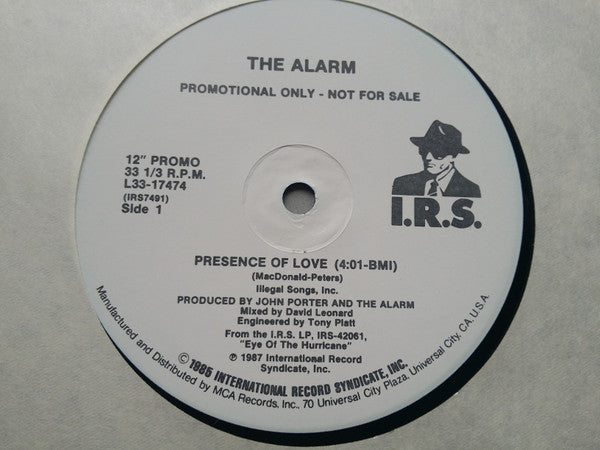 THE ALARM
PROMOTIONAL ONLY - NOT FOR SALE
12" PROMO
33 1/3 R.P.M.
L33-17474
(IRS7491)
Side 1
I.R.S.
PRESENCE OF LOVE (4:01-BMI)
(MacDonald-Peters)
Illegal Songs, Inc.
PRODUCED BY JOHN PORTER AND THE ALARM
Mixed by David Leonard
Engineered by Tony Platt
From the I.R.S. LP, IRS-42061,
"Eye Of The Hurricane"
℗ 1987 International Record
Syndicate, Inc.
© 1985 INTERNATIONAL RECORD SYNDICATE, INC.
Manufactured and Distributed by MCA Records, Inc., 70 Universal City Plaza, Universal City, CA. U.S.A.